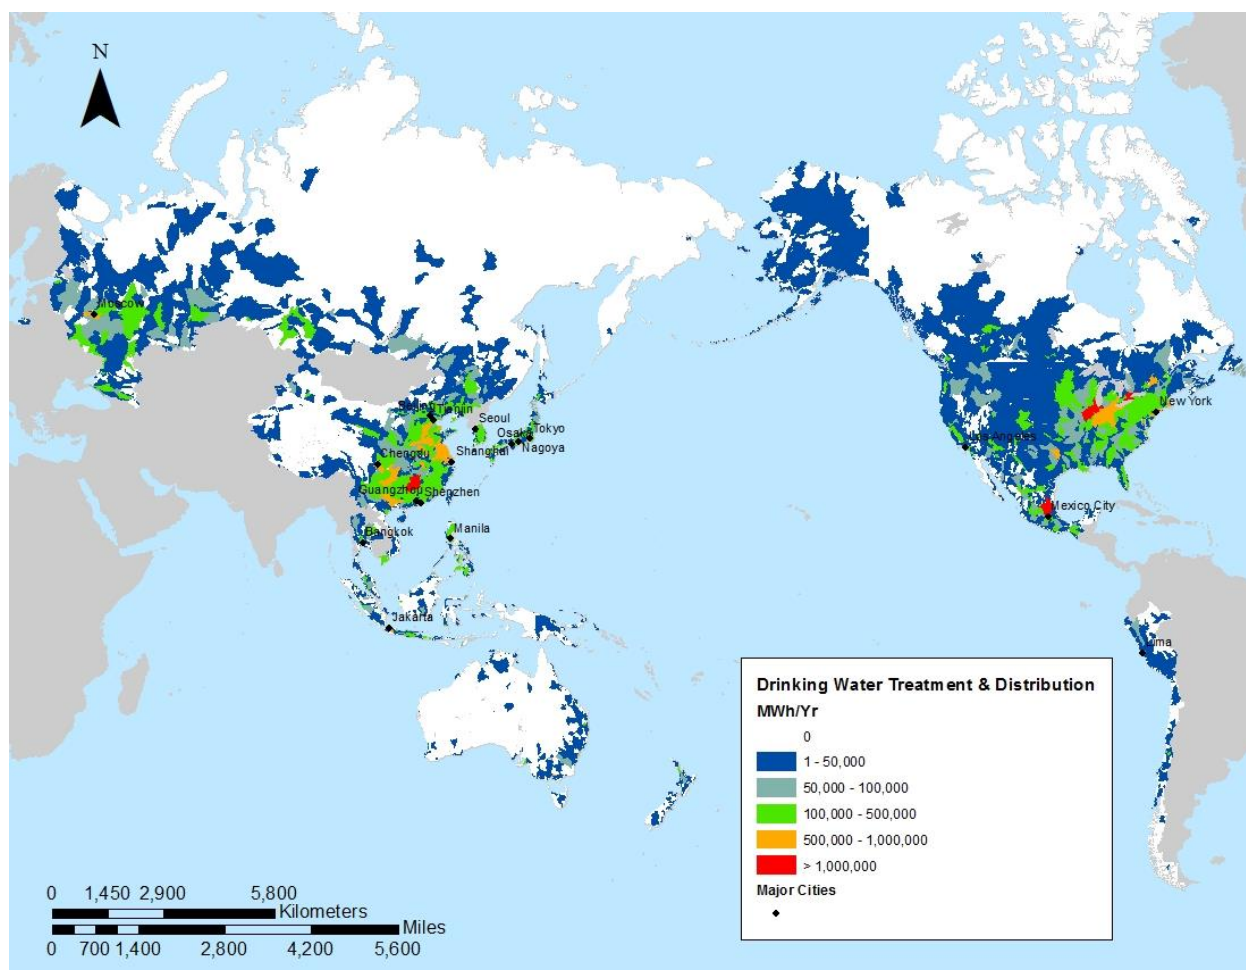 N
Moscow
Beijing
Tianjin
Seoul
Tokyo
Osaka
Nagoya
Chengdu
Shanghai
Guangzhou
Shenzhen
Bangkok
Manila
Jakarta
New York
Los Angeles
Mexico City
Lima
Drinking Water Treatment & Distribution
MWh/Yr
0
1 - 50,000
50,000 - 100,000
100,000 - 500,000
500,000 - 1,000,000
> 1,000,000
Major Cities
0 1,450 2,900 5,800
Kilometers
Miles
0 700 1,400 2,800 4,200 5,600